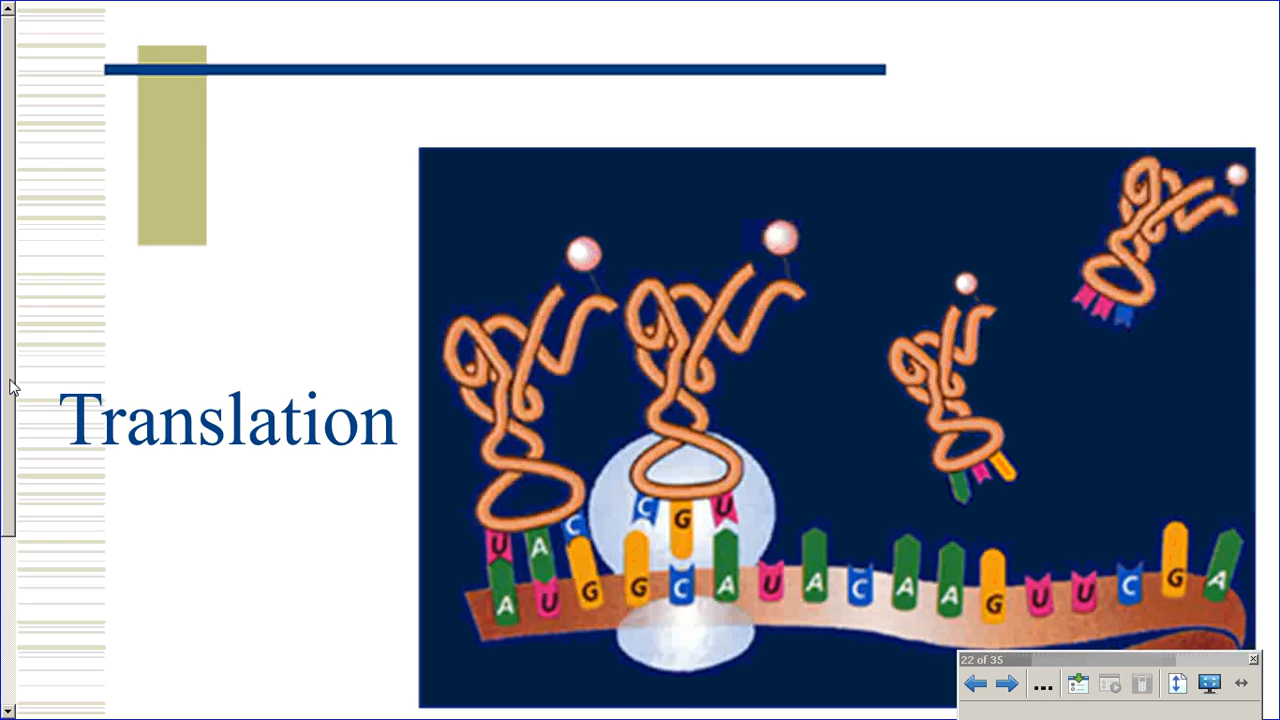 Translation
U A C C G U
A U G G C A U A C A A G U U C G A
22 of 35
...